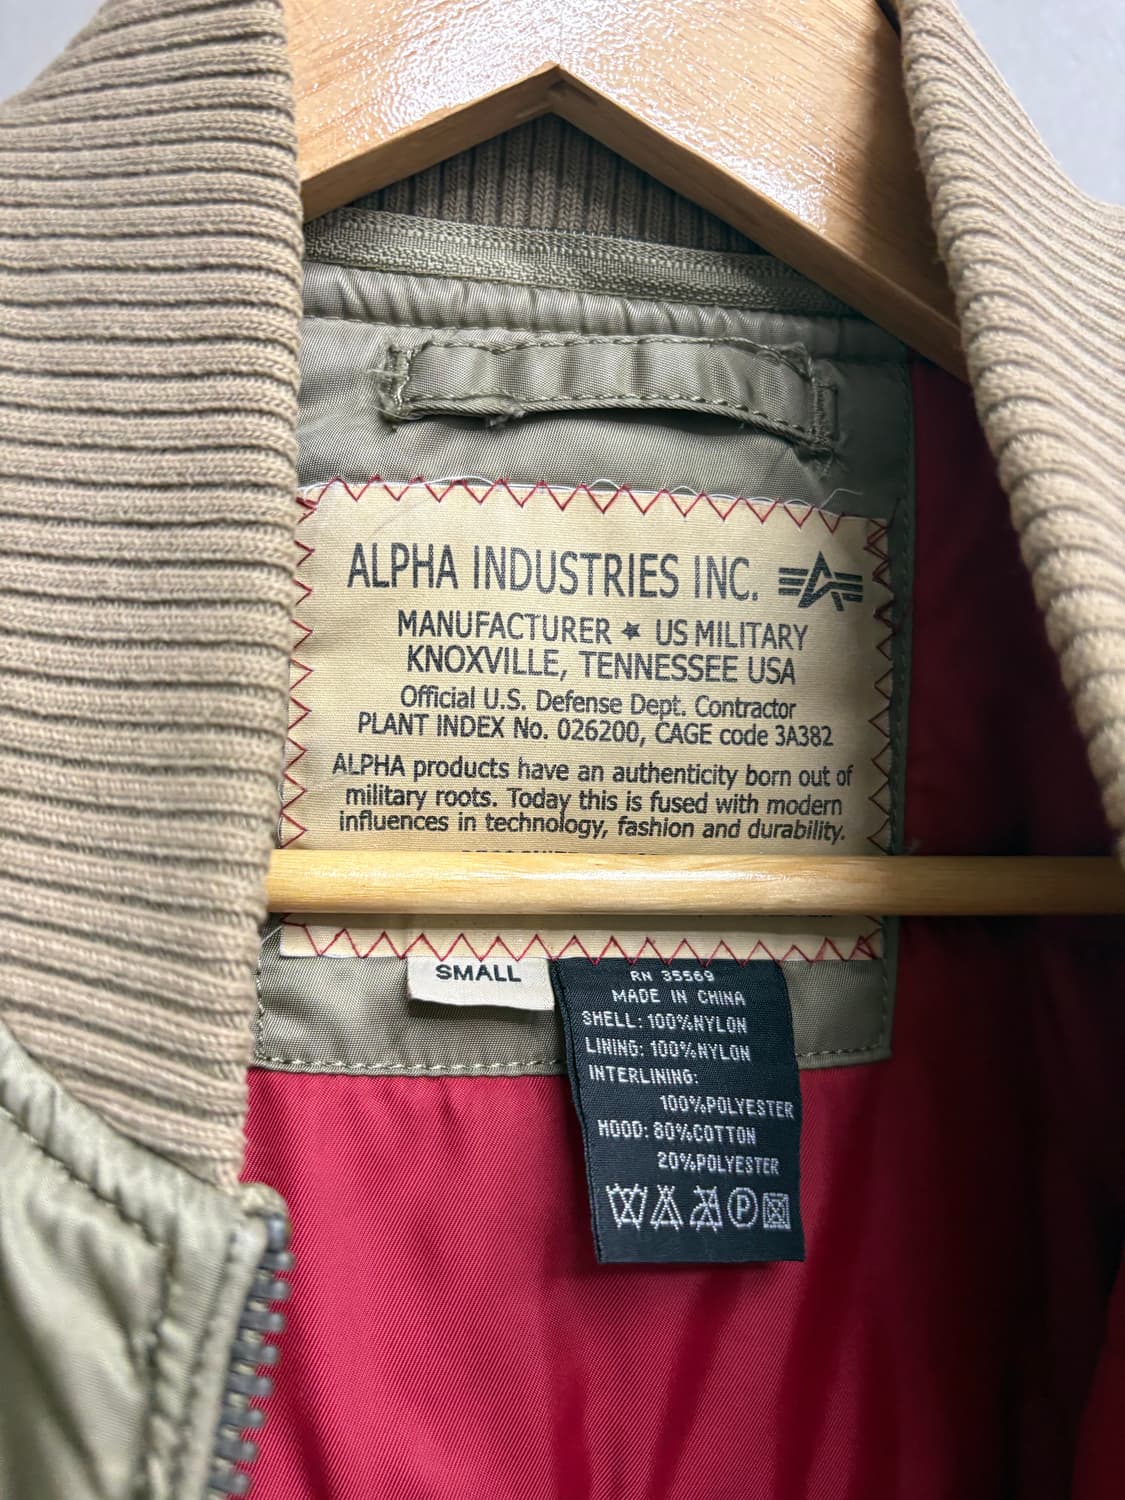 ALPHA INDUSTRIES INC.
MANUFACTURER ★ US MILITARY
KNOXVILLE, TENNESSEE USA
Official U.S. Defense Dept. Contractor
PLANT INDEX No. 026200, CAGE code 3A382
ALPHA products have an authenticity born out of
military roots. Today this is fused with modern
influences in technology, fashion and durability.
SMALL
RN 35569
MADE IN CHINA
SHELL: 100%NYLON
LINING: 100%NYLON
INTERLINING:
100%POLYESTER
HOOD: 80%COTTON
20%POLYESTER
P